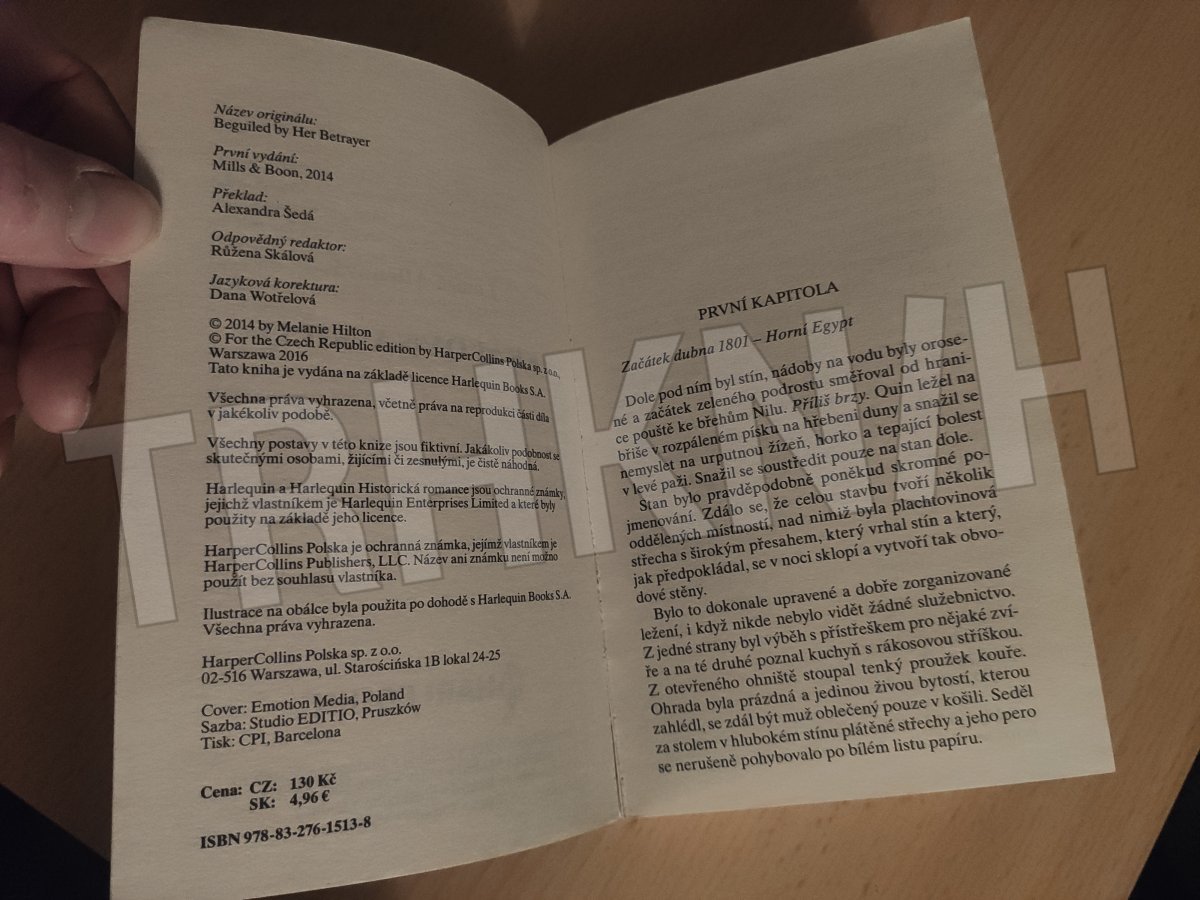 Název originálu:
Beguiled by Her Betrayer
První vydání:
Mills & Boon, 2014
Překlad:
Alexandra Šedá
Odpovědný redaktor:
Růžena Skálová
Jazyková korektura:
Dana Wotřelová
© 2014 by Melanie Hilton
© For the Czech Republic edition by HarperCollins Polska sp. z o.o.,
Warszawa 2016
Tato kniha je vydána na základě licence Harlequin Books S.A.
Všechna práva vyhrazena, včetně práva na reprodukci části díla
v jakékoliv podobě.
Všechny postavy v této knize jsou fiktivní. Jakákoliv podobnost se
skutečnými osobami, žijícími či zesnulými, je čistě náhodná.
Harlequin a Harlequin Historická romance jsou ochranné známky,
jejichž vlastníkem je Harlequin Enterprises Limited a které byly
použity na základě jeho licence.
HarperCollins Polska je ochranná známka, jejímž vlastníkem je
HarperCollins Publishers, LLC. Název ani známku není možno
použít bez souhlasu vlastníka.
Ilustrace na obálce byla použita po dohodě s Harlequin Books S.A.
Všechna práva vyhrazena.
HarperCollins Polska sp. z o.o.
02-516 Warszawa, ul. Starościńska 1B lokal 24-25
Cover: Emotion Media, Poland
Sazba: Studio EDITIO, Pruszków
Tisk: CPI, Barcelona
Cena: CZ: 130 Kč
SK: 4,96 €
ISBN 978-83-276-1513-8
PRVNÍ KAPITOLA
Začátek dubna 1801 – Horní Egypt
Dole pod ním byl stín, nádoby na vodu byly orose-
né a začátek zeleného podrostu směřoval od hrani-
ce pouště ke břehům Nilu. Příliš brzy. Quin ležel na
břiše v rozpáleném písku na hřebeni duny a snažil se
nemyslet na urputnou žízeň, horko a tepající bolest
v levé paži. Snažil se soustředit pouze na stan dole.
Stan bylo pravděpodobně poněkud skromné po-
jmenování. Zdálo se, že celou stavbu tvoří několik
oddělených místností, nad nimiž byla plachtovinová
střecha s širokým přesahem, který vrhal stín a který,
jak předpokládal, se v noci sklopí a vytvoří tak obvo-
dové stěny.
Bylo to dokonale upravené a dobře zorganizované
ležení, i když nikde nebylo vidět žádné služebnictvo.
Z jedné strany byl výběh s přístřeškem pro nějaké zví-
ře a na té druhé poznal kuchyň s rákosovou stříškou.
Z otevřeného ohniště stoupal tenký proužek kouře.
Ohrada byla prázdná a jedinou živou bytostí, kterou
zahlédl, se zdál být muž oblečený pouze v košili. Seděl
za stolem v hlubokém stínu plátěné střechy a jeho pero
se nerušeně pohybovalo po bílém listu papíru.
TRHKNIH